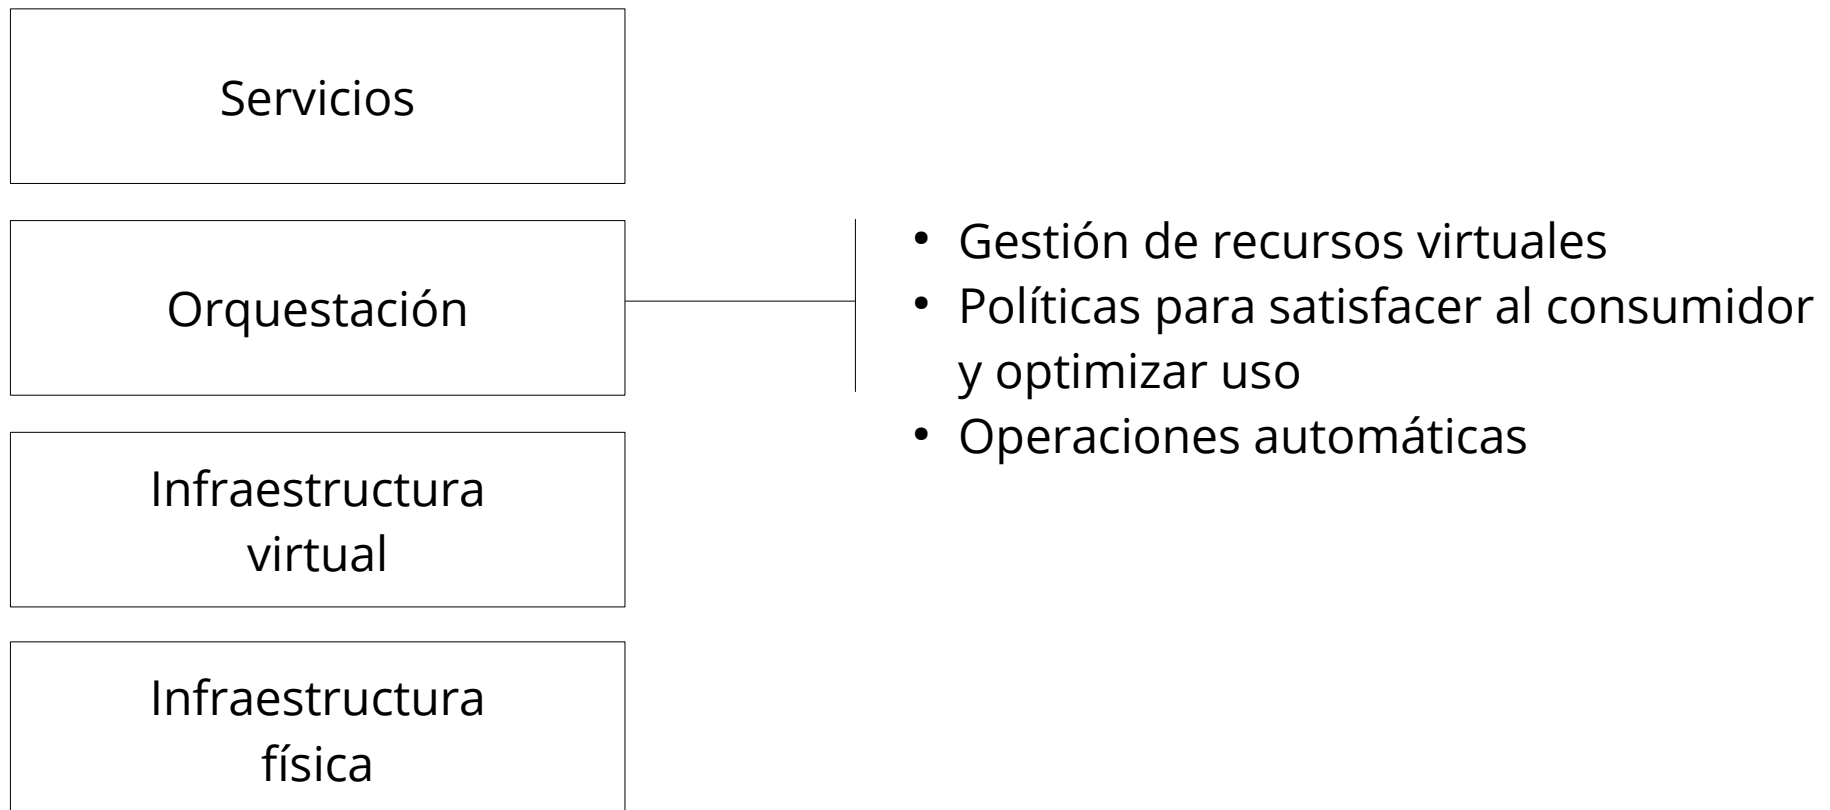 Servicios
Orquestación
• Gestión de recursos virtuales
• Políticas para satisfacer al consumidor
y optimizar uso
• Operaciones automáticas
Infraestructura
virtual
Infraestructura
física